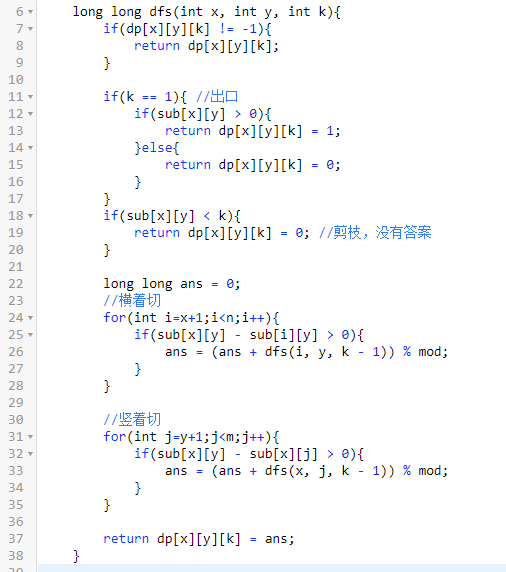 6 long long dfs(int x, int y, int k){
7 if(dp[x][y][k] != -1){
8 return dp[x][y][k];
9 }
10
11 if(k == 1){ //出口
12 if(sub[x][y] > 0){
13 return dp[x][y][k] = 1;
14 }else{
15 return dp[x][y][k] = 0;
16 }
17 }
18 if(sub[x][y] < k){
19 return dp[x][y][k] = 0; //剪枝，没有答案
20 }
21
22 long long ans = 0;
23 //横着切
24 for(int i=x+1;i<n;i++){
25 if(sub[x][y] - sub[i][y] > 0){
26 ans = (ans + dfs(i, y, k - 1)) % mod;
27 }
28 }
29
30 //竖着切
31 for(int j=y+1;j<m;j++){
32 if(sub[x][y] - sub[x][j] > 0){
33 ans = (ans + dfs(x, j, k - 1)) % mod;
34 }
35 }
36
37 return dp[x][y][k] = ans;
38 }